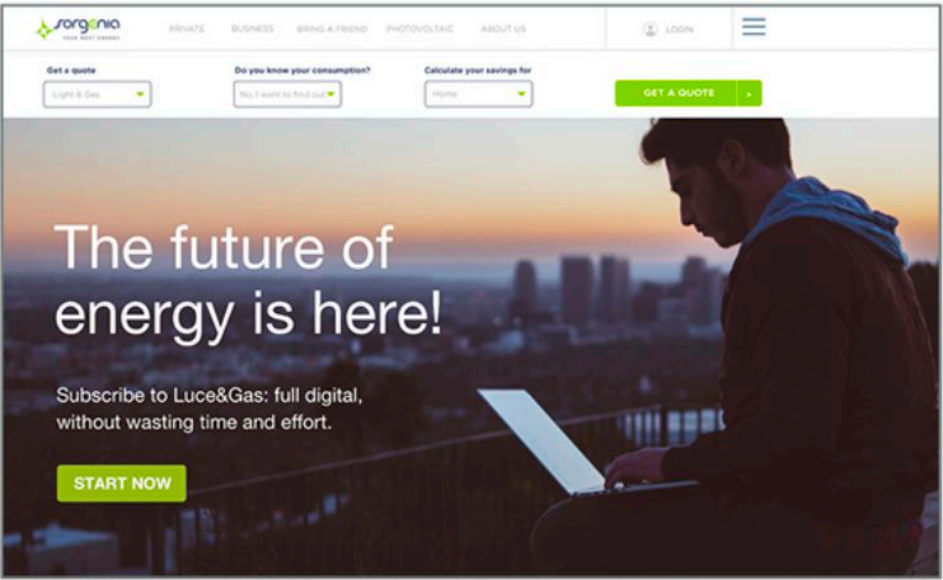 sorgenia
YOUR NEXT ENERGY
PRIVATE BUSINESS BRING A FRIEND PHOTOVOLTAIC ABOUT US LOGIN
Get a quote Do you know your consumption? Calculate your savings for
Light & Gas No, I want to find out Home GET A QUOTE >
The future of
energy is here!
Subscribe to Luce&Gas: full digital,
without wasting time and effort.
START NOW